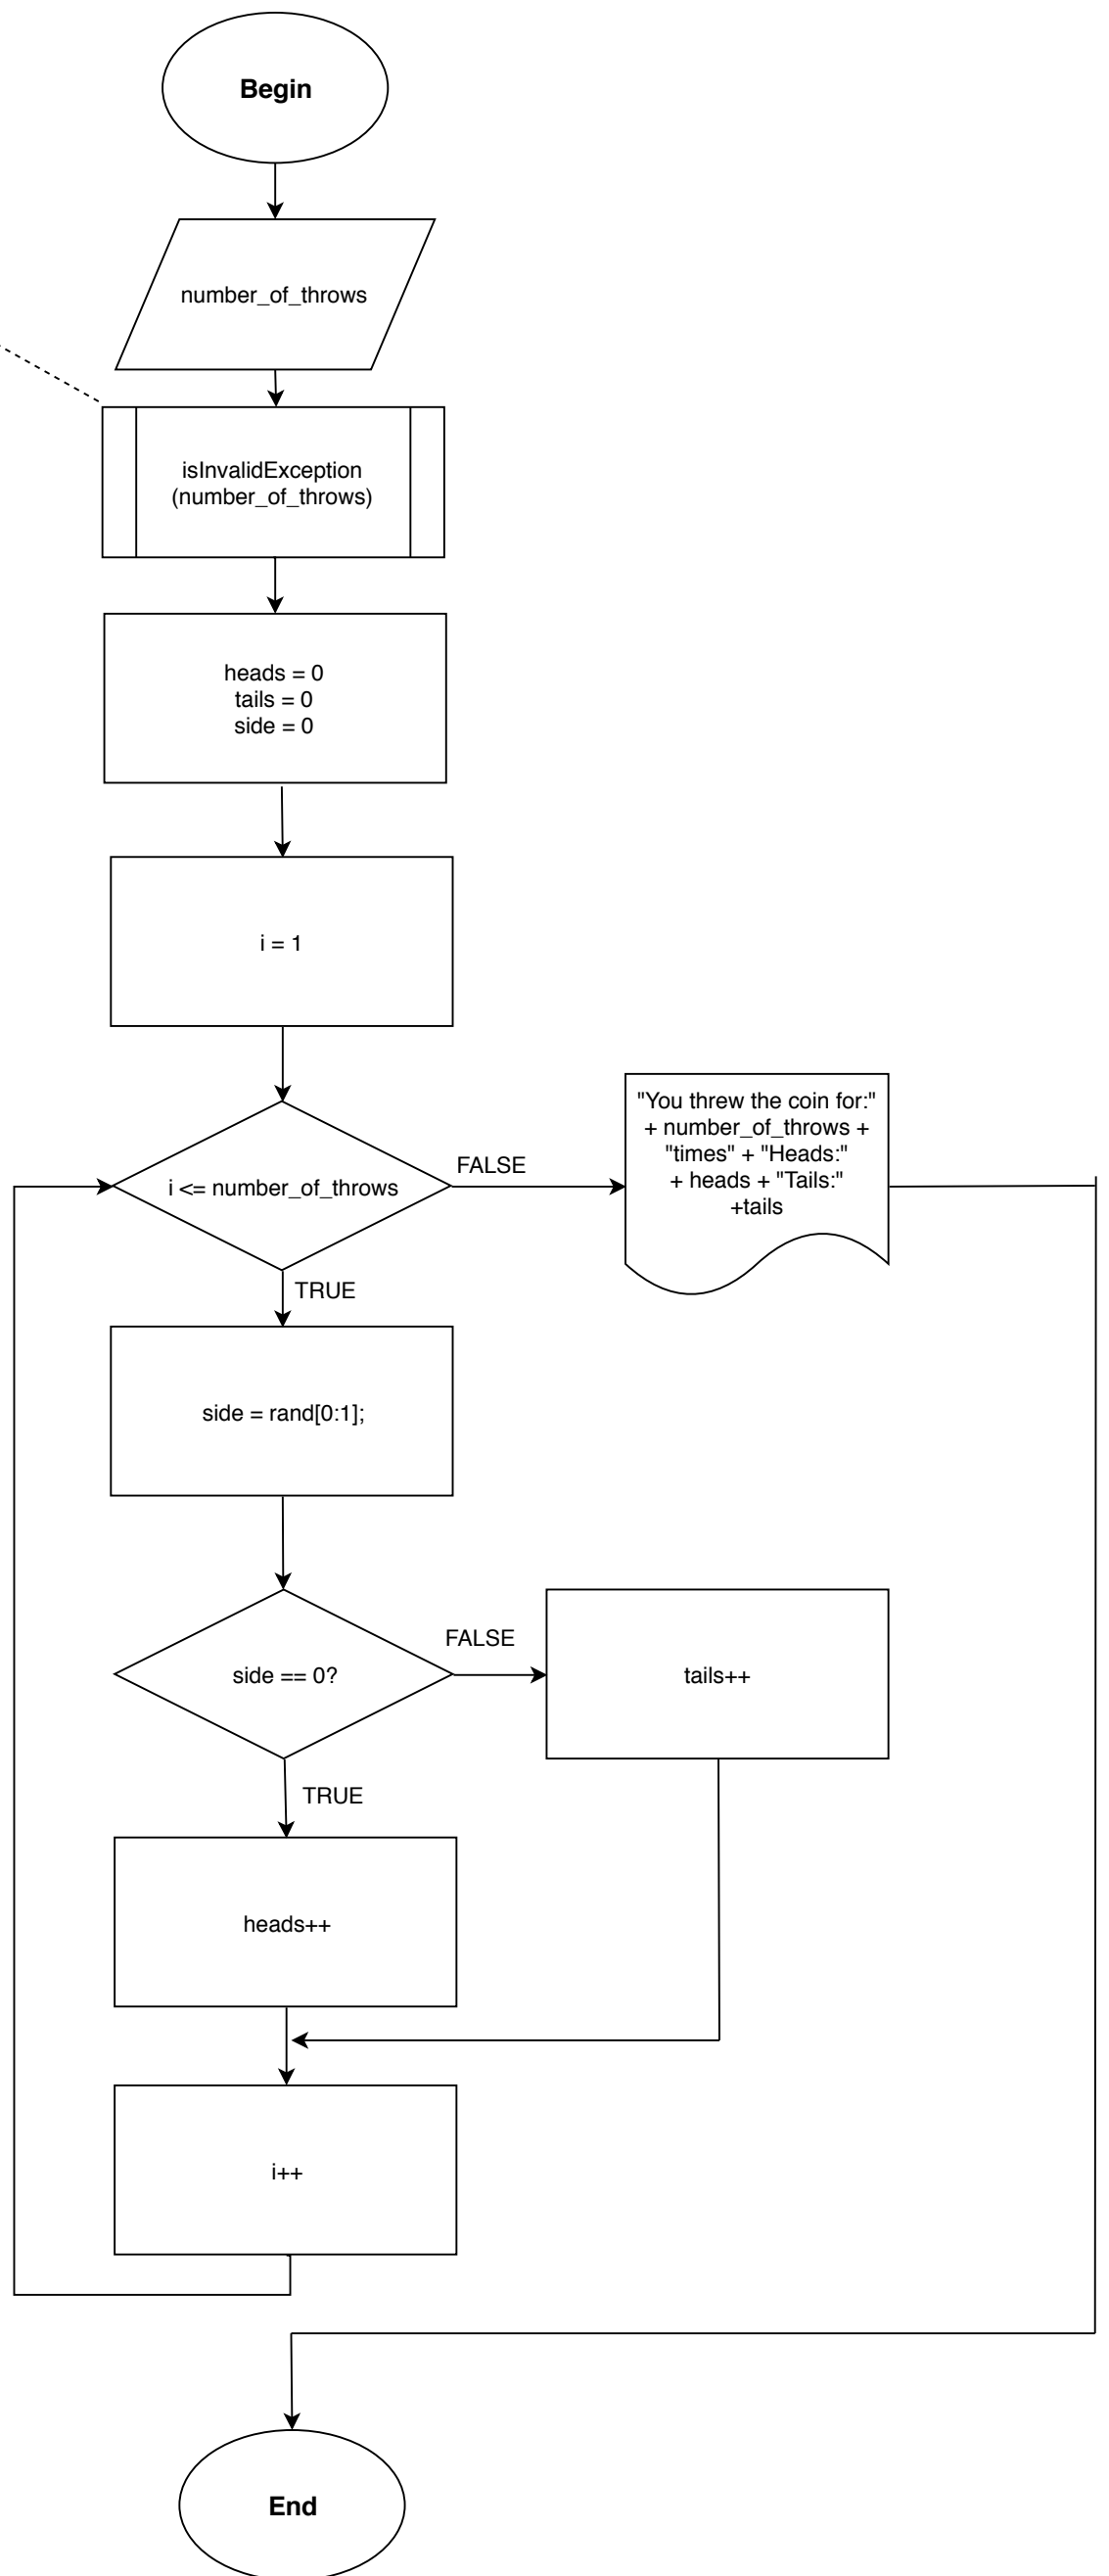 Begin
number_of_throws
isInvalidException
(number_of_throws)
heads = 0
tails = 0
side = 0
i = 1
i <= number_of_throws
FALSE
"You threw the coin for:"
+ number_of_throws +
"times" + "Heads:"
+ heads + "Tails:"
+tails
TRUE
side = rand[0:1];
side == 0?
FALSE
tails++
TRUE
heads++
i++
End